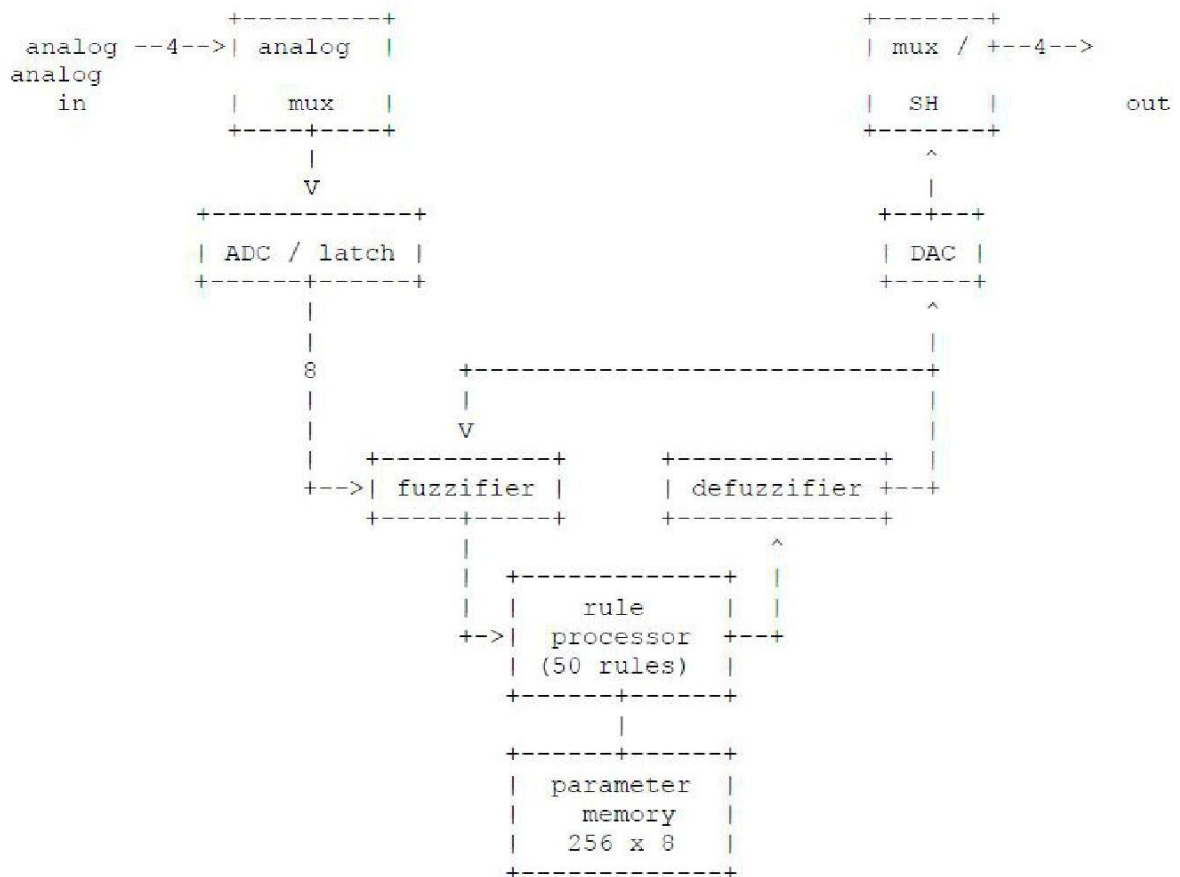 analog --4-->| analog | | mux / +--4-->
analog
in | mux | | SH | out
V ^
| ADC / latch | | DAC |
^
8
V
+-->| fuzzifier | | defuzzifier +--+
^
| | rule | |
+->| processor +--+
| (50 rules) |
| parameter |
| memory |
| 256 x 8 |